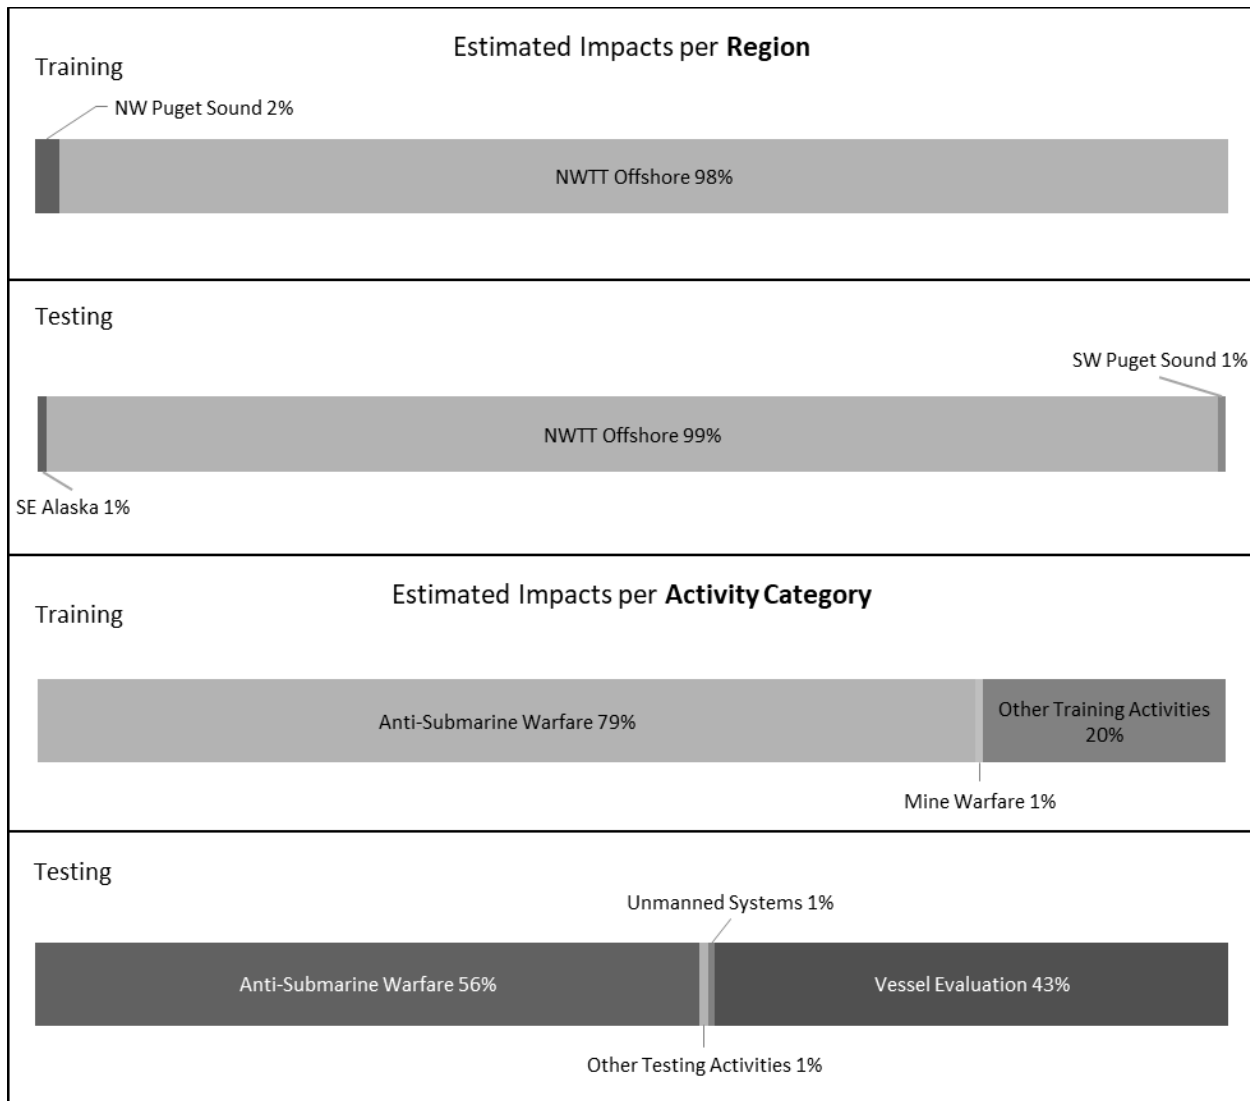 Estimated Impacts per Region
Training
NW Puget Sound 2%
NWTT Offshore 98%
Testing
SW Puget Sound 1%
NWTT Offshore 99%
SE Alaska 1%
Estimated Impacts per Activity Category
Training
Anti-Submarine Warfare 79%
Other Training Activities
20%
Mine Warfare 1%
Testing
Unmanned Systems 1%
Anti-Submarine Warfare 56%
Vessel Evaluation 43%
Other Testing Activities 1%